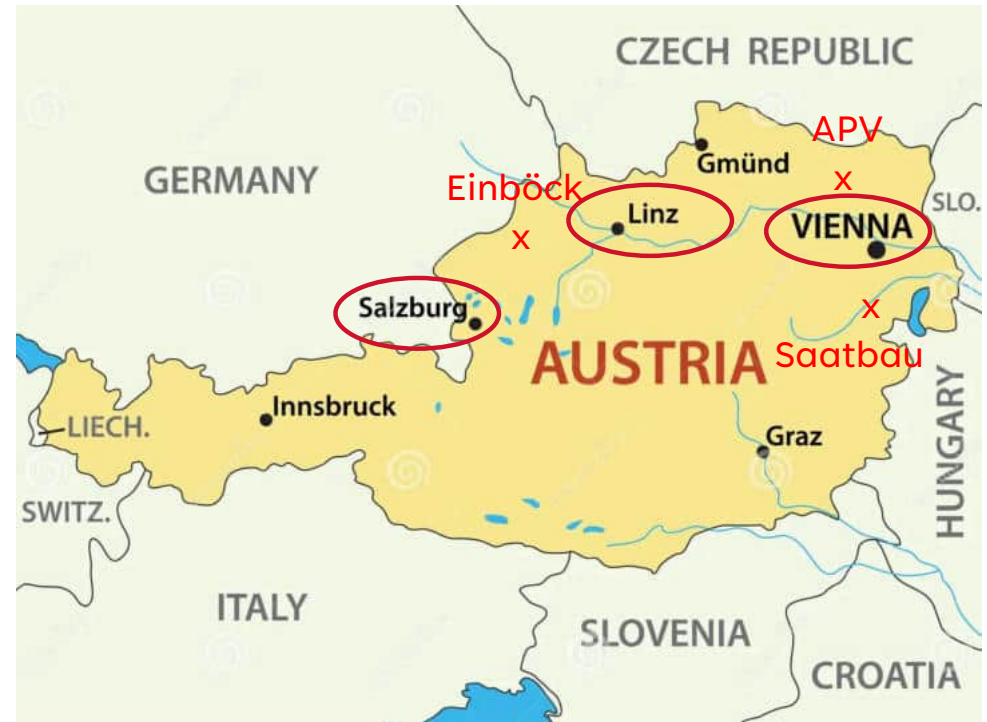 CZECH REPUBLIC
APV
Gmünd
GERMANY
Einböck
x
SLO.
Linz
VIENNA
x
Salzburg
x
AUSTRIA
Saatbau
Innsbruck
LIECH.
Graz
HUNGARY
SWITZ.
ITALY
SLOVENIA
CROATIA